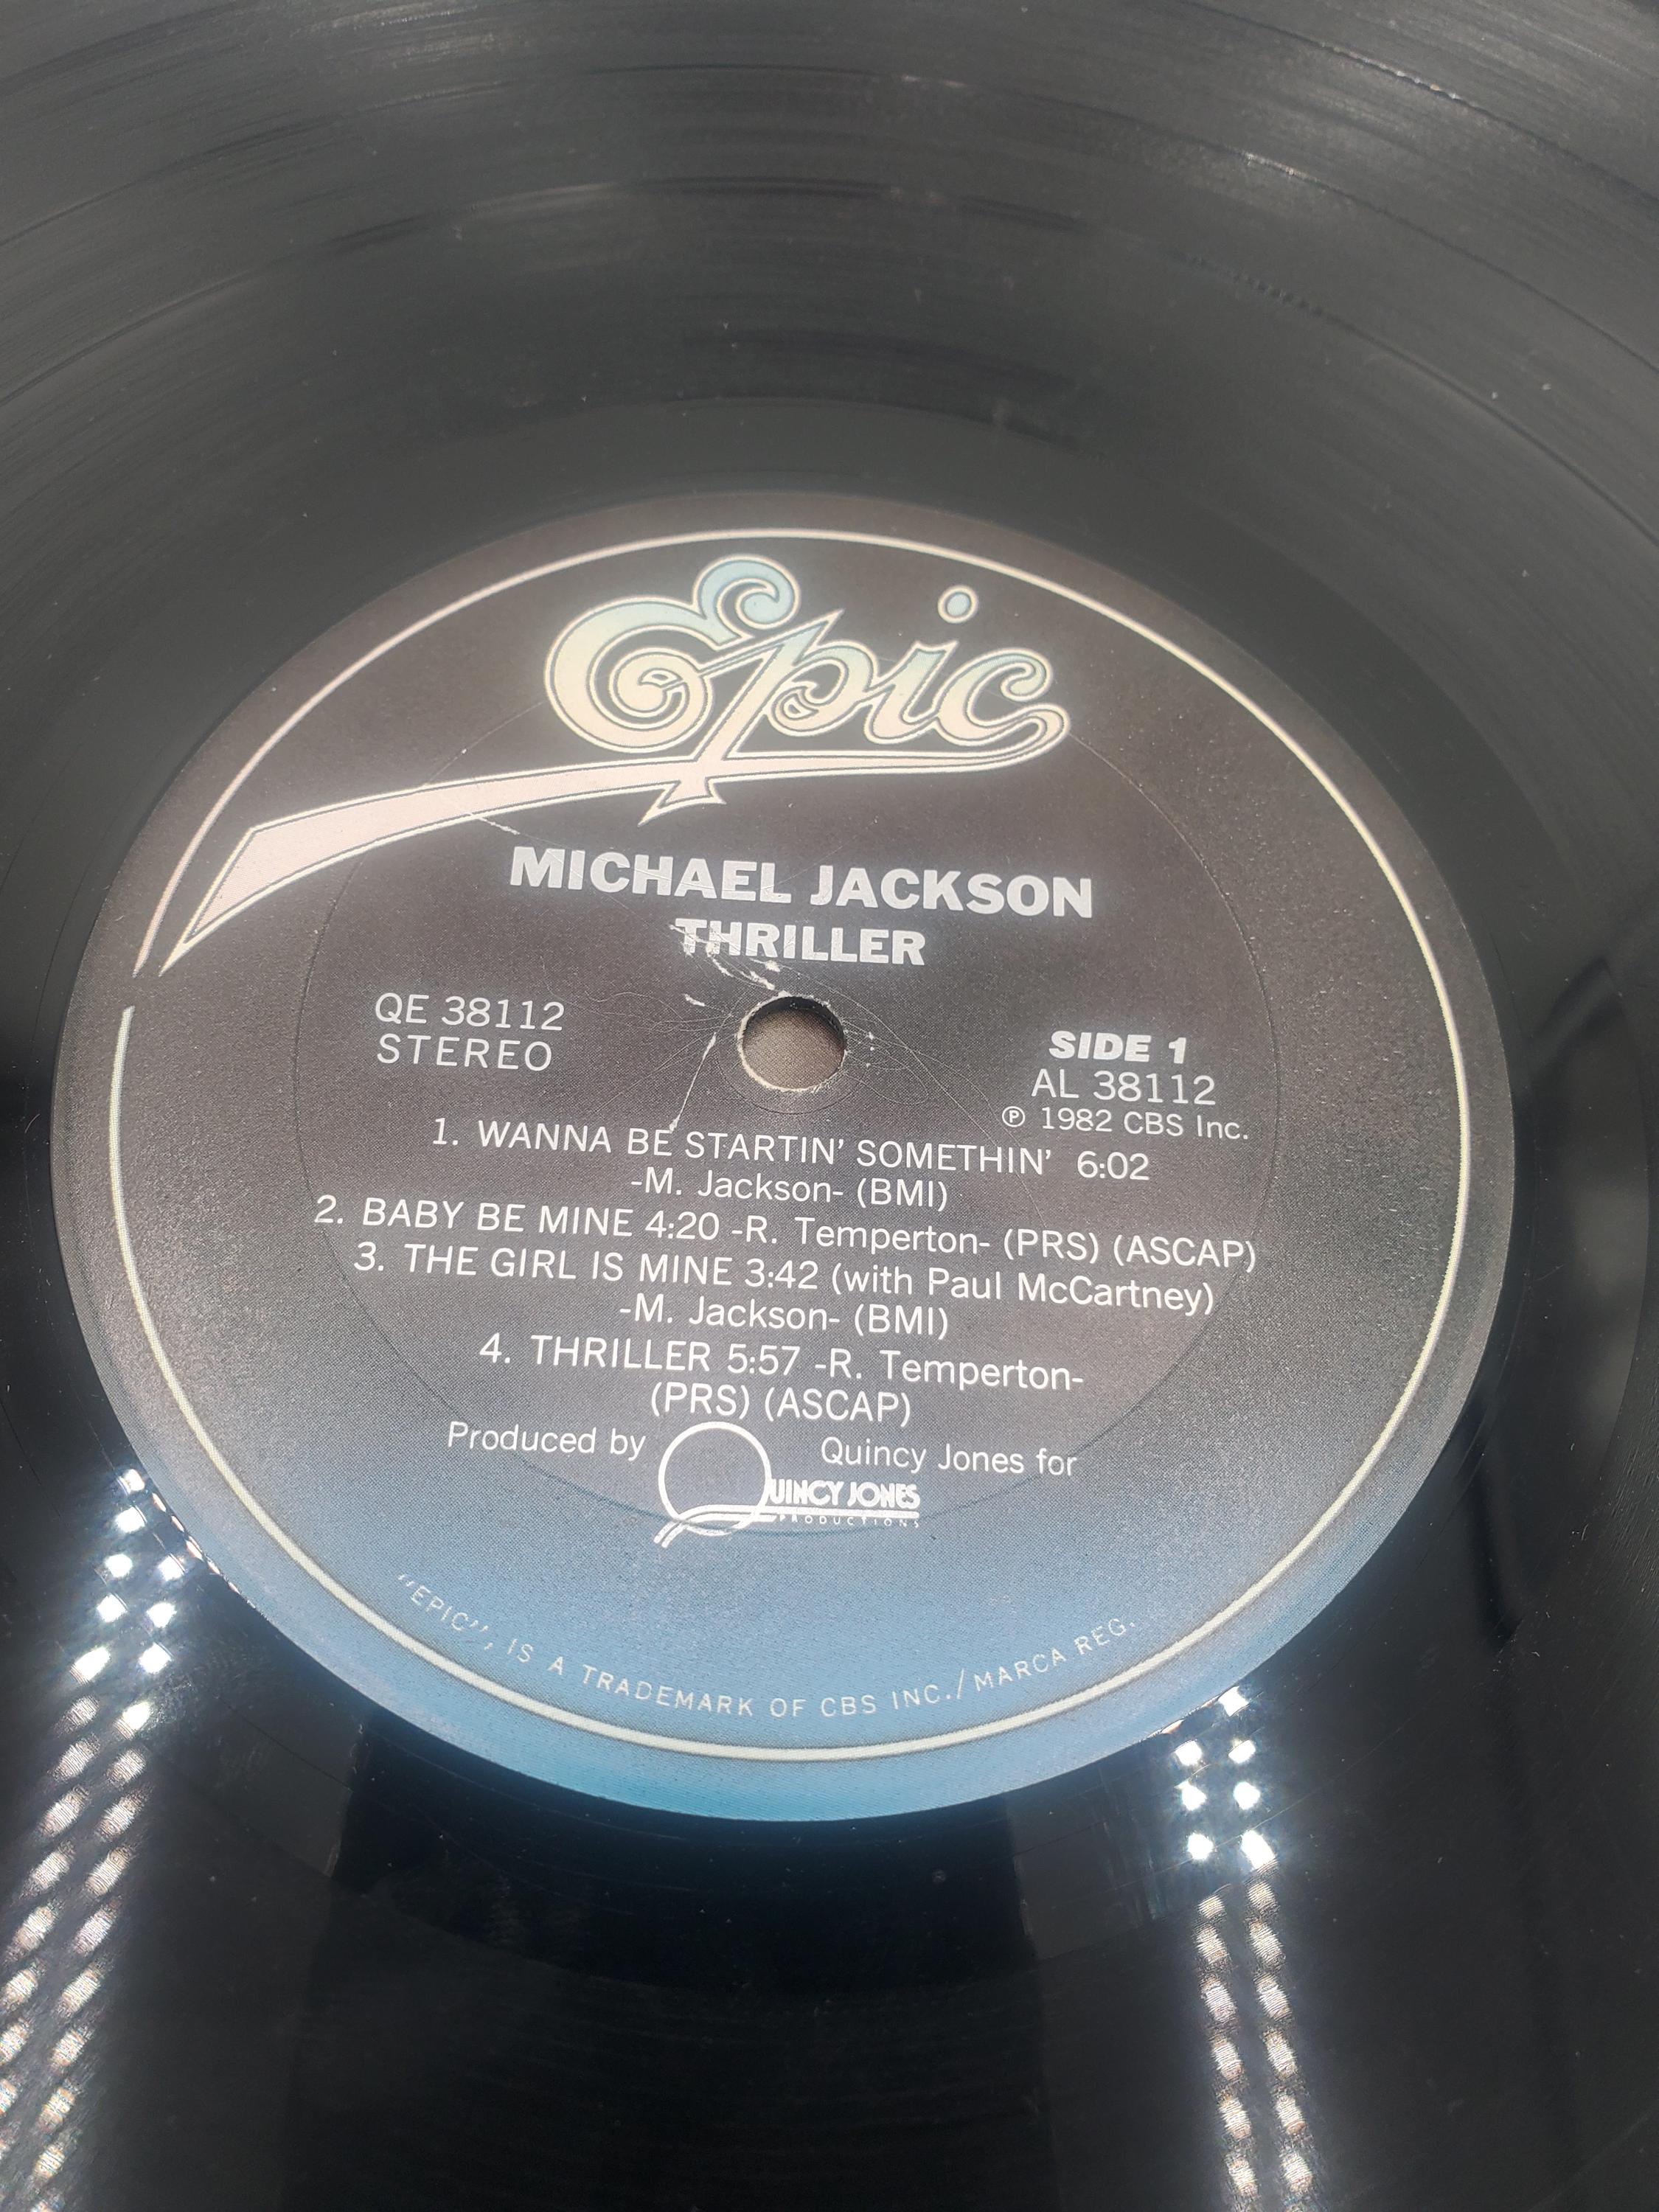 Epic
MICHAEL JACKSON
THRILLER
QE 38112
STEREO
SIDE 1
AL 38112
℗ 1982 CBS Inc.
1. WANNA BE STARTIN’ SOMETHIN’ 6:02
-M. Jackson- (BMI)
2. BABY BE MINE 4:20 -R. Temperton- (PRS) (ASCAP)
3. THE GIRL IS MINE 3:42 (with Paul McCartney)
-M. Jackson- (BMI)
4. THRILLER 5:57 -R. Temperton-
(PRS) (ASCAP)
Produced by Quincy Jones for
QUINCY JONES
PRODUCTIONS
“EPIC”, IS A TRADEMARK OF CBS INC./MARCA REG.